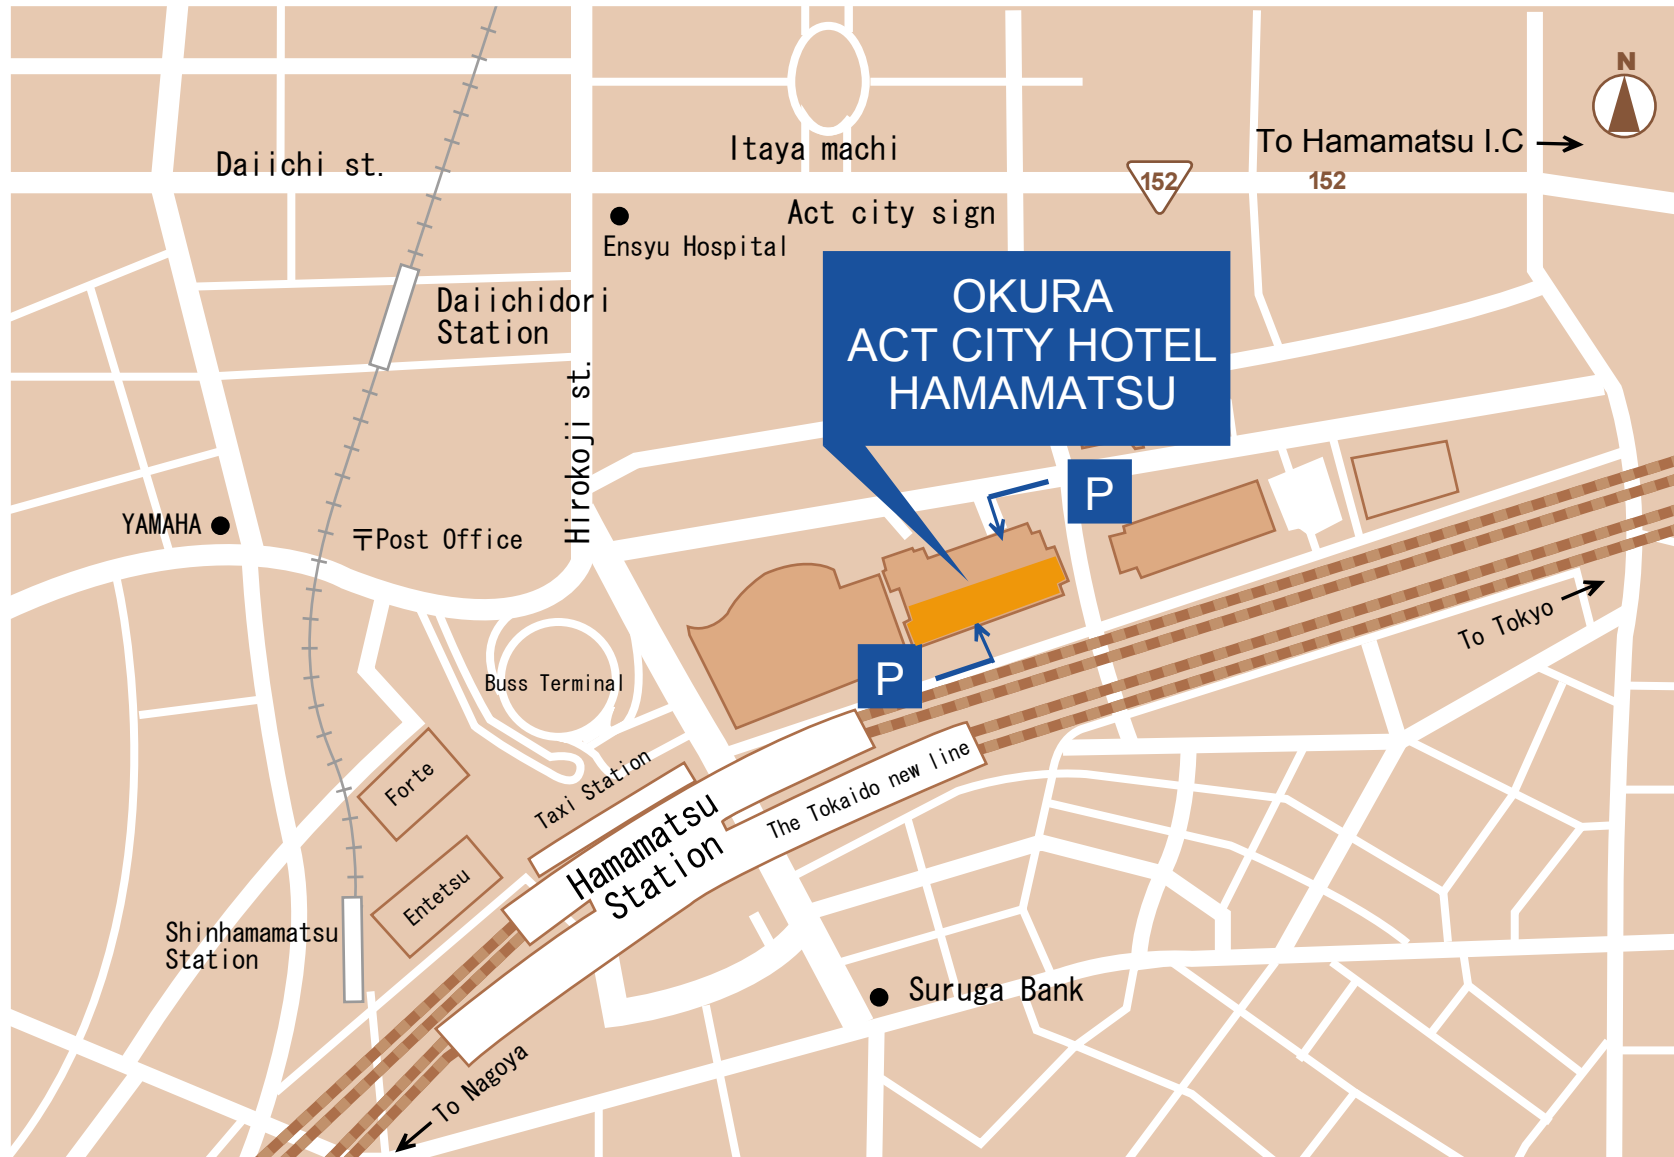 N
To Hamamatsu I.C
Itaya machi
Daiichi st.
152
152
Act city sign
Ensyu Hospital
OKURA
ACT CITY HOTEL
HAMAMATSU
Daiichidori
Station
Hirokoji st.
P
YAMAHA
〒Post Office
To Tokyo
P
Buss Terminal
Forte
Taxi Station
The Tokaido new line
Hamamatsu
Station
Entetsu
Shinhamamatsu
Station
Suruga Bank
To Nagoya